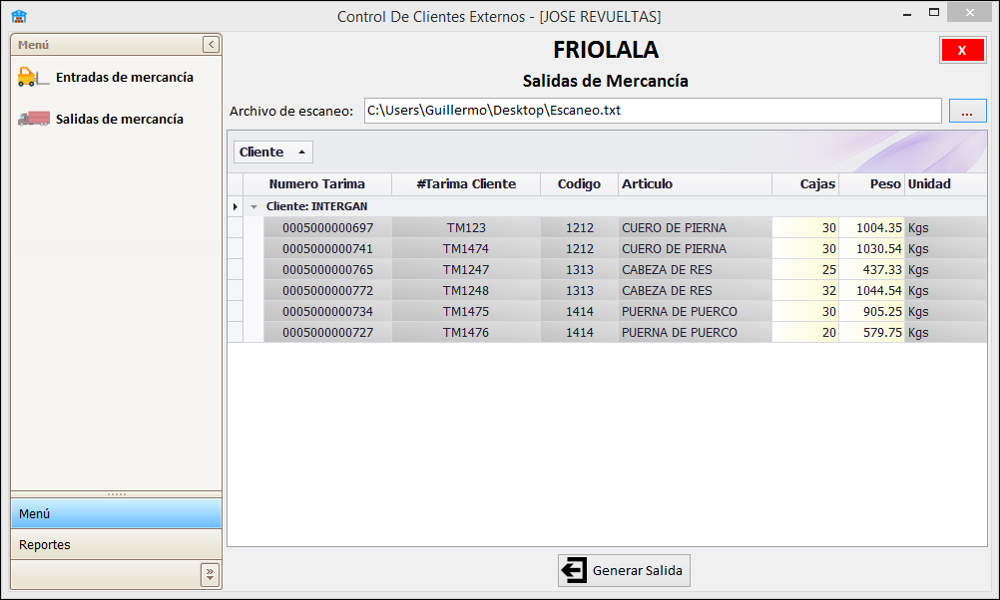 Control De Clientes Externos - [JOSE REVUELTAS]
Menú
Entradas de mercancía
Salidas de mercancía
FRIOLALA
X
Salidas de Mercancía
Archivo de escaneo: C:\Users\Guillermo\Desktop\Escaneo.txt ...
Cliente
Numero Tarima #Tarima Cliente Codigo Articulo Cajas Peso Unidad
Cliente: INTERGAN
0005000000697 TM123 1212 CUERO DE PIERNA 30 1004.35 Kgs
0005000000741 TM1474 1212 CUERO DE PIERNA 30 1030.54 Kgs
0005000000765 TM1247 1313 CABEZA DE RES 25 437.33 Kgs
0005000000772 TM1248 1313 CABEZA DE RES 32 1044.54 Kgs
0005000000734 TM1475 1414 PUERNA DE PUERCO 30 905.25 Kgs
0005000000727 TM1476 1414 PUERNA DE PUERCO 20 579.75 Kgs
Menú
Reportes
Generar Salida